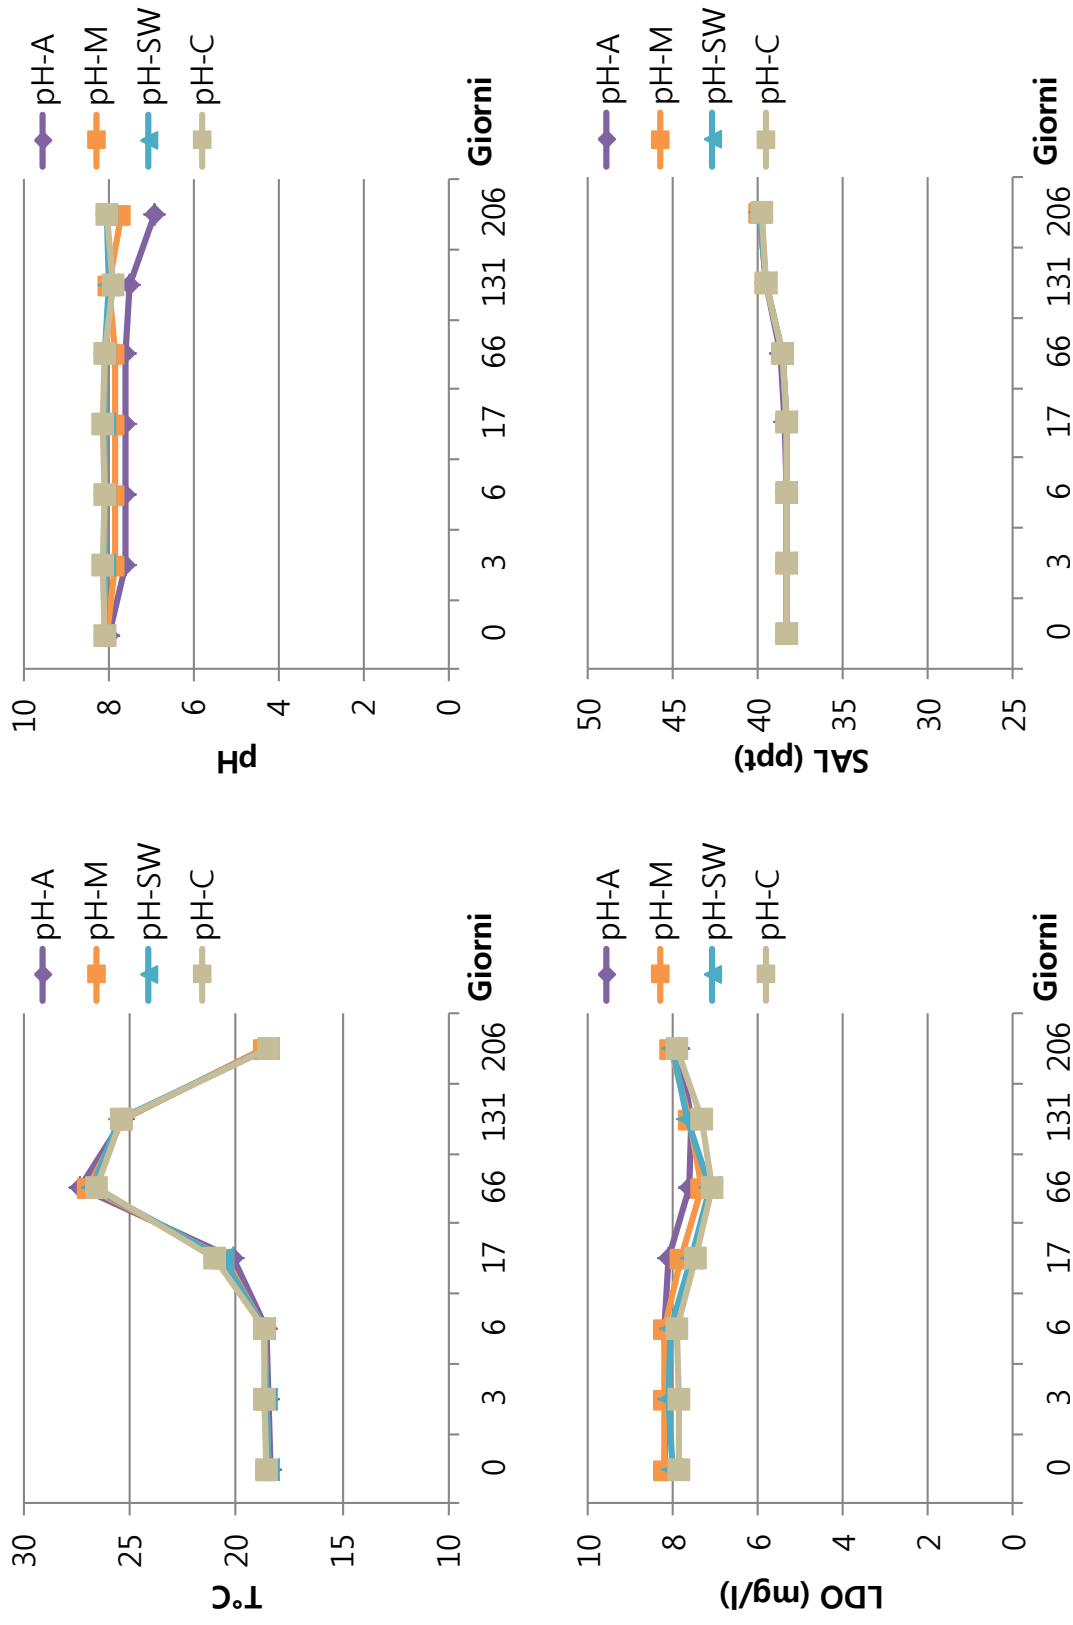 30
25
20
15
10
T°C
0
3
6
17
66
131
206
Giorni
pH-A
pH-M
pH-SW
pH-C
10
8
6
4
2
0
pH
0
3
6
17
66
131
206
Giorni
pH-A
pH-M
pH-SW
pH-C
10
8
6
4
2
0
LDO (mg/l)
0
3
6
17
66
131
206
Giorni
pH-A
pH-M
pH-SW
pH-C
50
45
40
35
30
25
SAL (ppt)
0
3
6
17
66
131
206
Giorni
pH-A
pH-M
pH-SW
pH-C